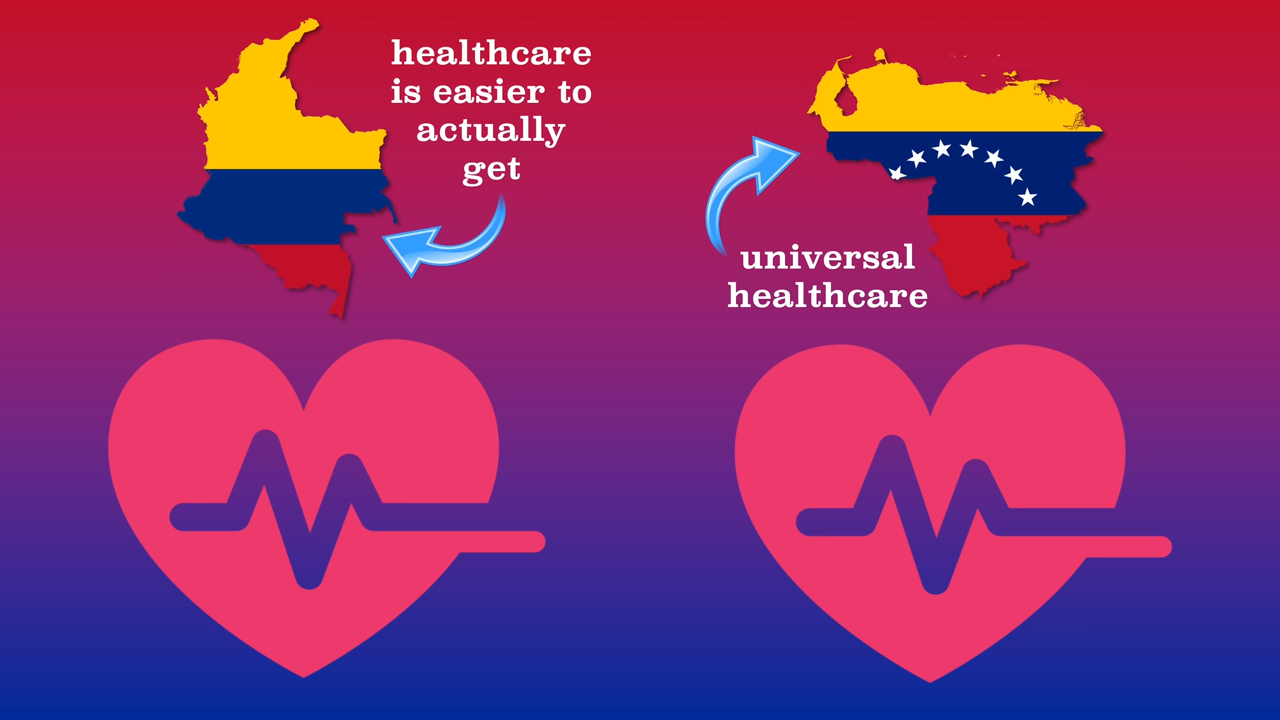 healthcare
is easier to
actually
get
universal
healthcare